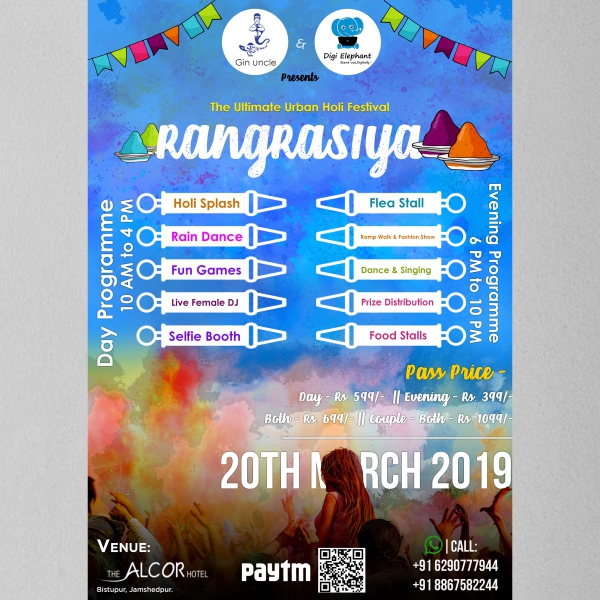 Gin uncle
&
Digi Elephant
Presents
The Ultimate Urban Holi Festival
RANGRASIYA
Day Programme
10 AM to 4 PM
Holi Splash
Rain Dance
Fun Games
Live Female DJ
Selfie Booth
Flea Stall
Ramp Walk & Fashion Show
Dance & Singing
Prize Distribution
Food Stalls
Evening Programme
6 PM to 10 PM
Pass Price -
Day - Rs 599/- || Evening - Rs 399/-
Both - Rs 699/- || Couple - Both - Rs 1099/-
20TH MARCH 2019
VENUE:
THE ALCOR HOTEL
Bistupur, Jamshedpur.
paytm
| CALL:
+91 6290777944
+91 8867582244